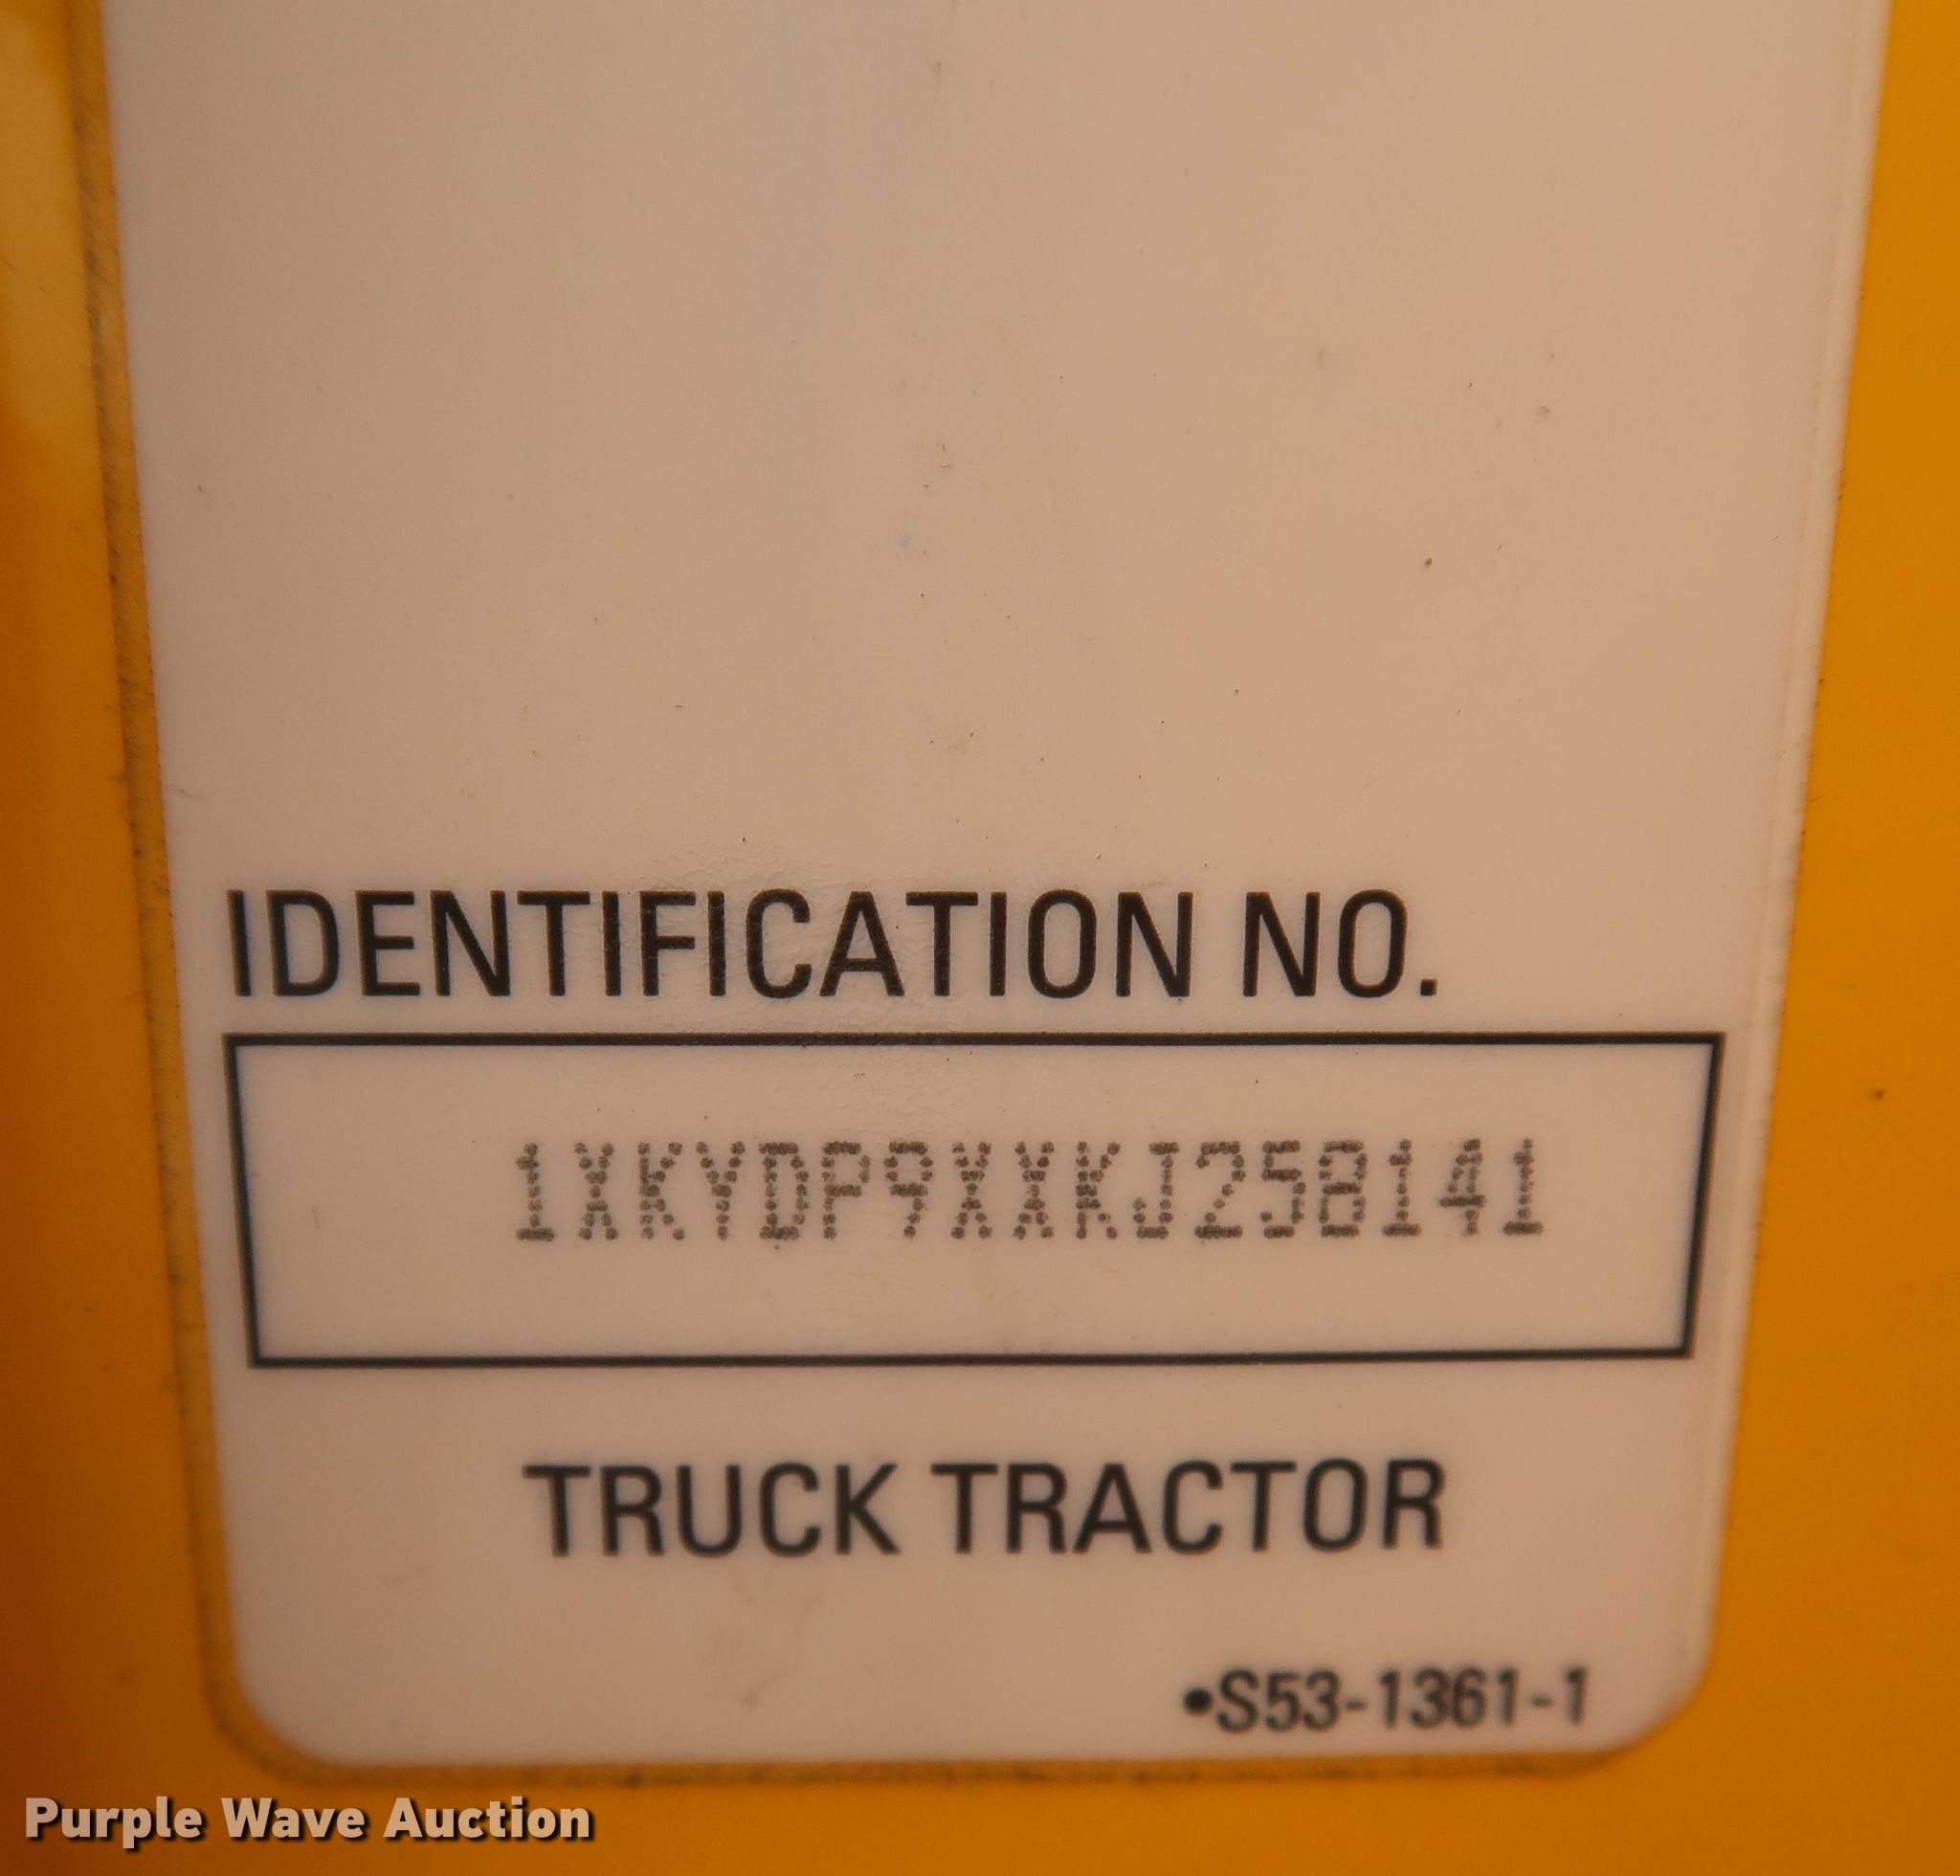 IDENTIFICATION NO.
1XKYDP9XXKJ258141
TRUCK TRACTOR
•S53-1361-1
Purple Wave Auction